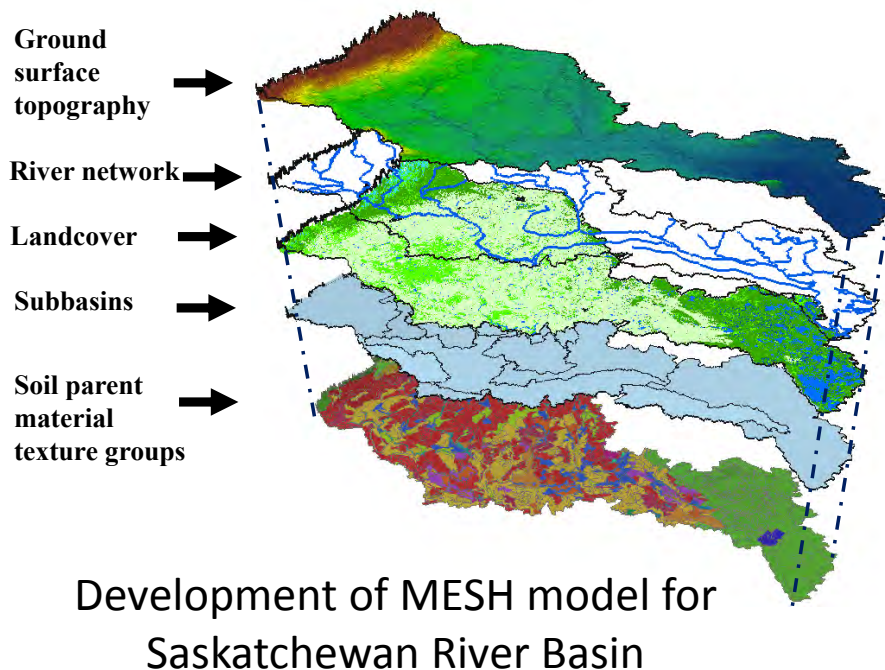 Ground
surface
topography
River network
Landcover
Subbasins
Soil parent
material
texture groups
Development of MESH model for
Saskatchewan River Basin